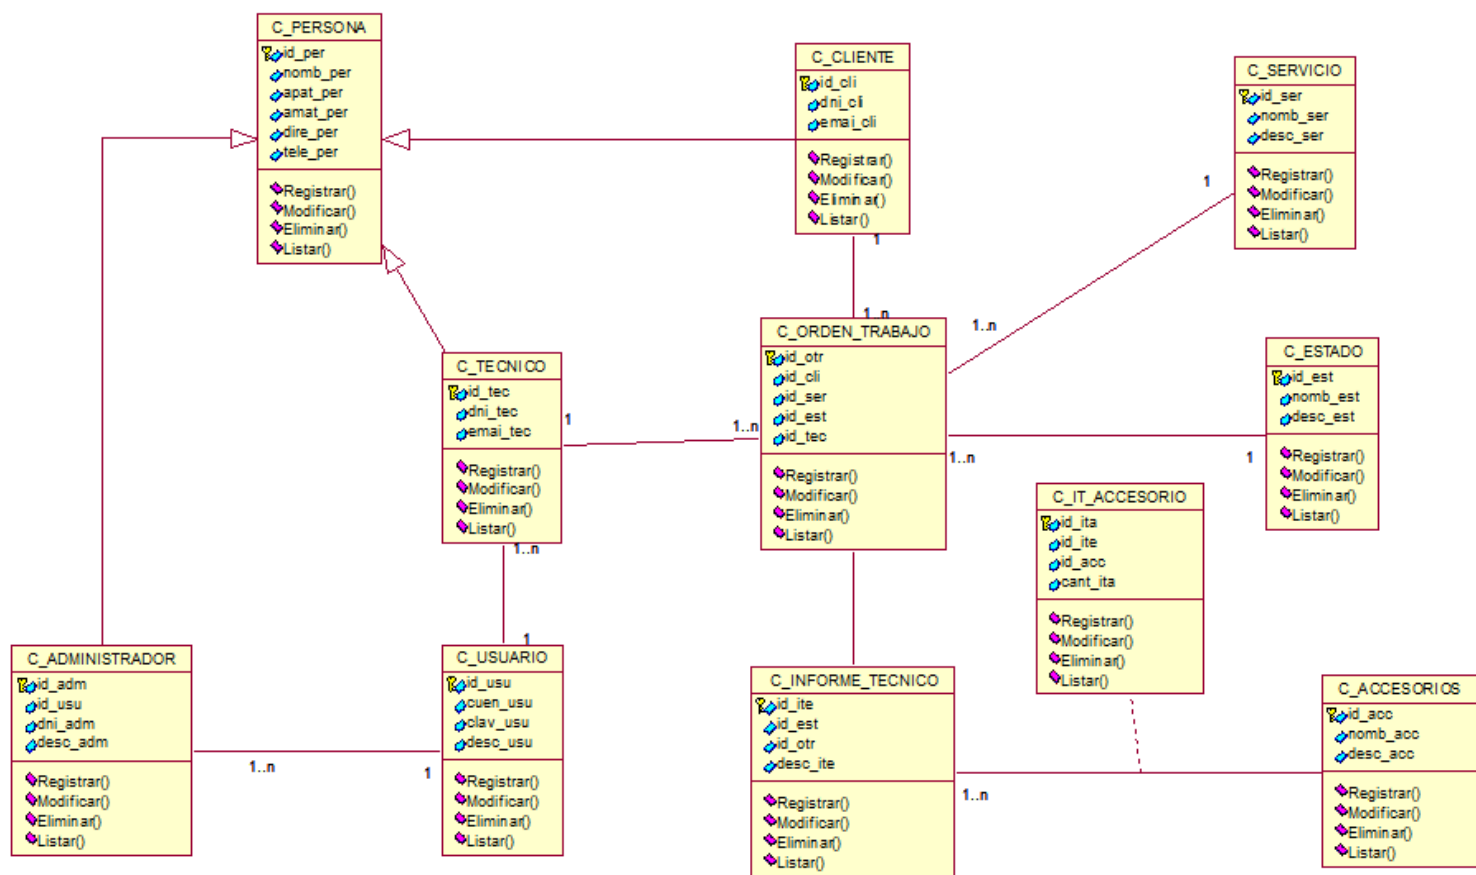 C_PERSONA
id_per
nomb_per
apat_per
amat_per
dire_per
tele_per
Registrar()
Modificar()
Eliminar()
Listar()
C_CLIENTE
id_cli
dni_cli
emai_cli
Registrar()
Modificar()
Eliminar()
Listar()
1
1..n
C_SERVICIO
id_ser
nomb_ser
desc_ser
Registrar()
Modificar()
Eliminar()
Listar()
1
1..n
C_TECNICO
id_tec
dni_tec
emai_tec
Registrar()
Modificar()
Eliminar()
Listar()
1
1..n
1..n
1
C_ORDEN_TRABAJO
id_otr
id_cli
id_ser
id_est
id_tec
Registrar()
Modificar()
Eliminar()
Listar()
1..n
1
C_ESTADO
id_est
nomb_est
desc_est
Registrar()
Modificar()
Eliminar()
Listar()
C_IT_ACCESORIO
id_ita
id_ite
id_acc
cant_ita
Registrar()
Modificar()
Eliminar()
Listar()
C_ADMINISTRADOR
id_adm
id_usu
dni_adm
desc_adm
Registrar()
Modificar()
Eliminar()
Listar()
1..n
1
C_USUARIO
id_usu
cuen_usu
clav_usu
desc_usu
Registrar()
Modificar()
Eliminar()
Listar()
C_INFORME_TECNICO
id_ite
id_est
id_otr
desc_ite
Registrar()
Modificar()
Eliminar()
Listar()
1..n
C_ACCESORIOS
id_acc
nomb_acc
desc_acc
Registrar()
Modificar()
Eliminar()
Listar()